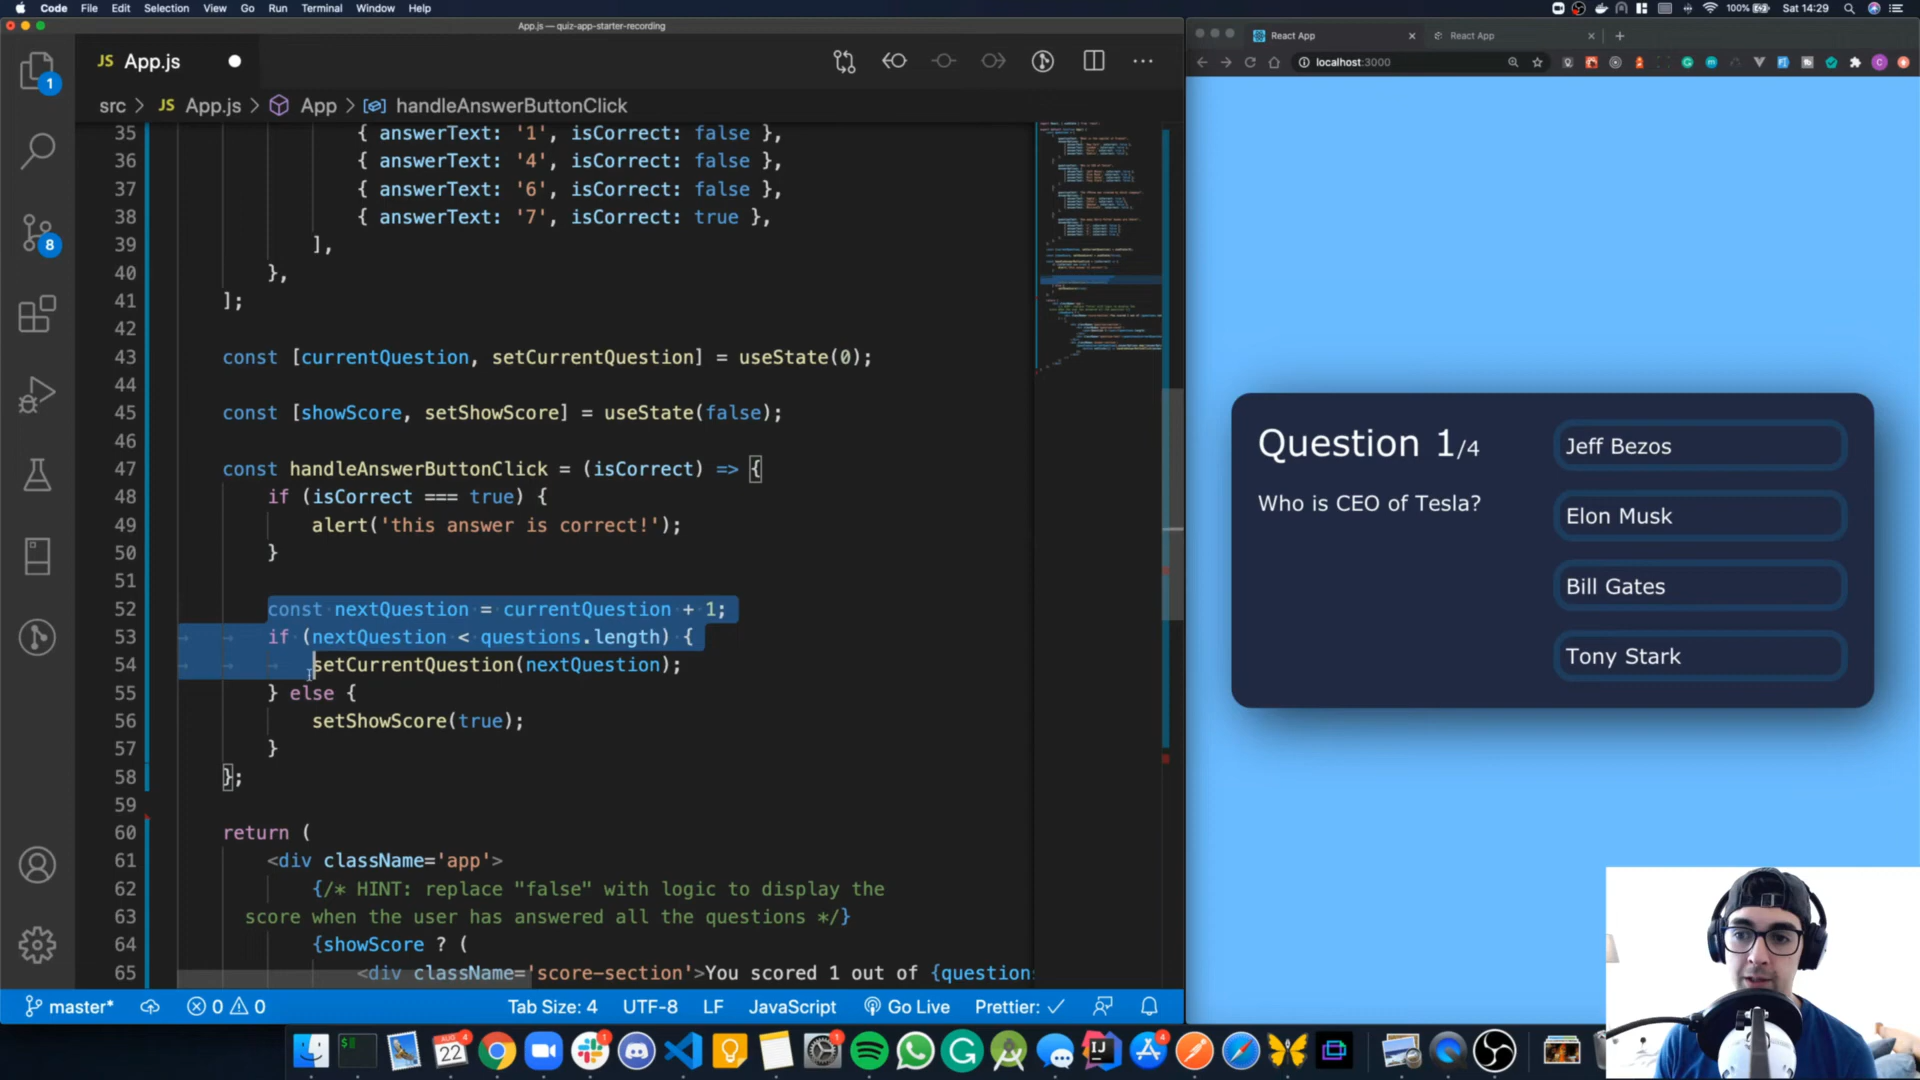 Code File Edit Selection View Go Run Terminal Window Help
100% Sat 14:29
App.js — quiz-app-starter-recording
JS App.js
src > JS App.js > App > handleAnswerButtonClick
35 { answerText: '1', isCorrect: false },
36 { answerText: '4', isCorrect: false },
37 { answerText: '6', isCorrect: false },
38 { answerText: '7', isCorrect: true },
39 ],
40 },
41 ];
42
43 const [currentQuestion, setCurrentQuestion] = useState(0);
44
45 const [showScore, setShowScore] = useState(false);
46
47 const handleAnswerButtonClick = (isCorrect) => {
48 if (isCorrect === true) {
49 alert('this answer is correct!');
50 }
51
52 const nextQuestion = currentQuestion + 1;
53 if (nextQuestion < questions.length) {
54 setCurrentQuestion(nextQuestion);
55 } else {
56 setShowScore(true);
57 }
58 };
59
60 return (
61 <div className='app'>
62 {/* HINT: replace "false" with logic to display the
63 score when the user has answered all the questions */}
64 {showScore ? (
65 <div className='score-section'>You scored 1 out of {question
1
8
master* 0 0 Tab Size: 4 UTF-8 LF JavaScript Go Live Prettier: ✓
React App
React App
localhost:3000
Question 1/4
Who is CEO of Tesla?
Jeff Bezos
Elon Musk
Bill Gates
Tony Stark
AUG
22